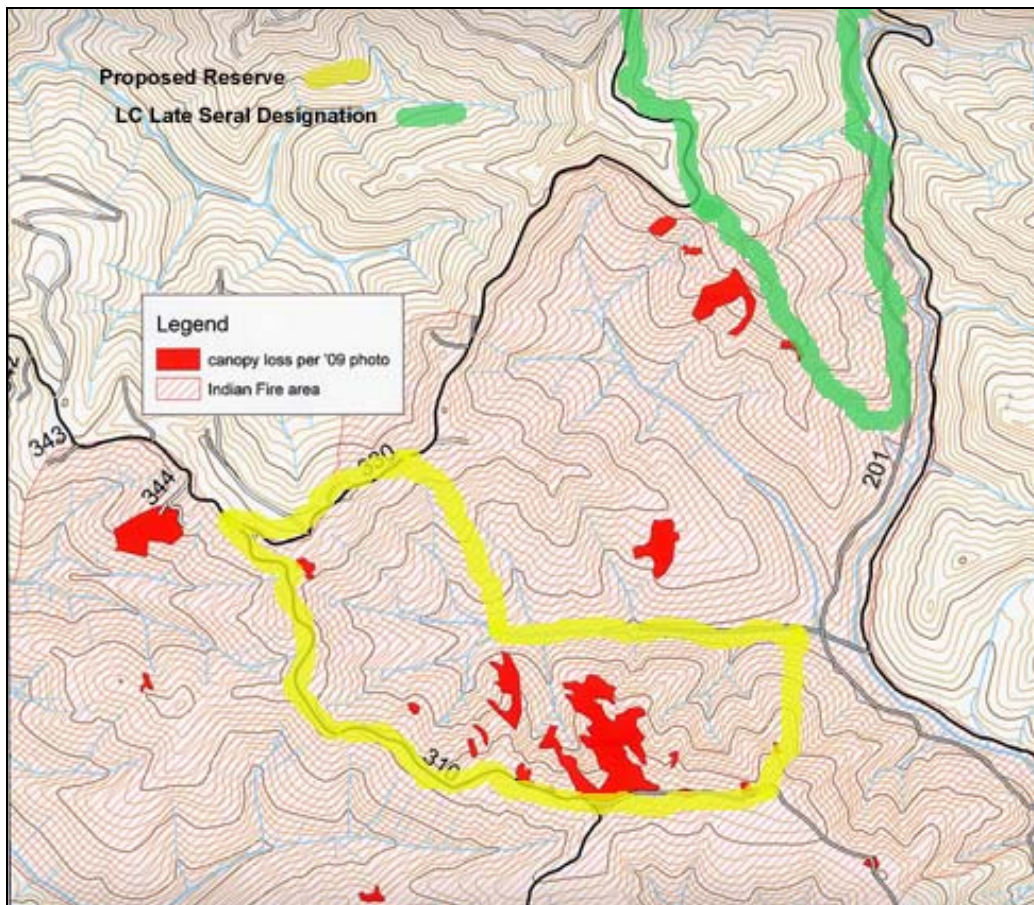 Proposed Reserve
LC Late Seral Designation
Legend
canopy loss per '09 photo
Indian Fire area
343
344
330
201
310